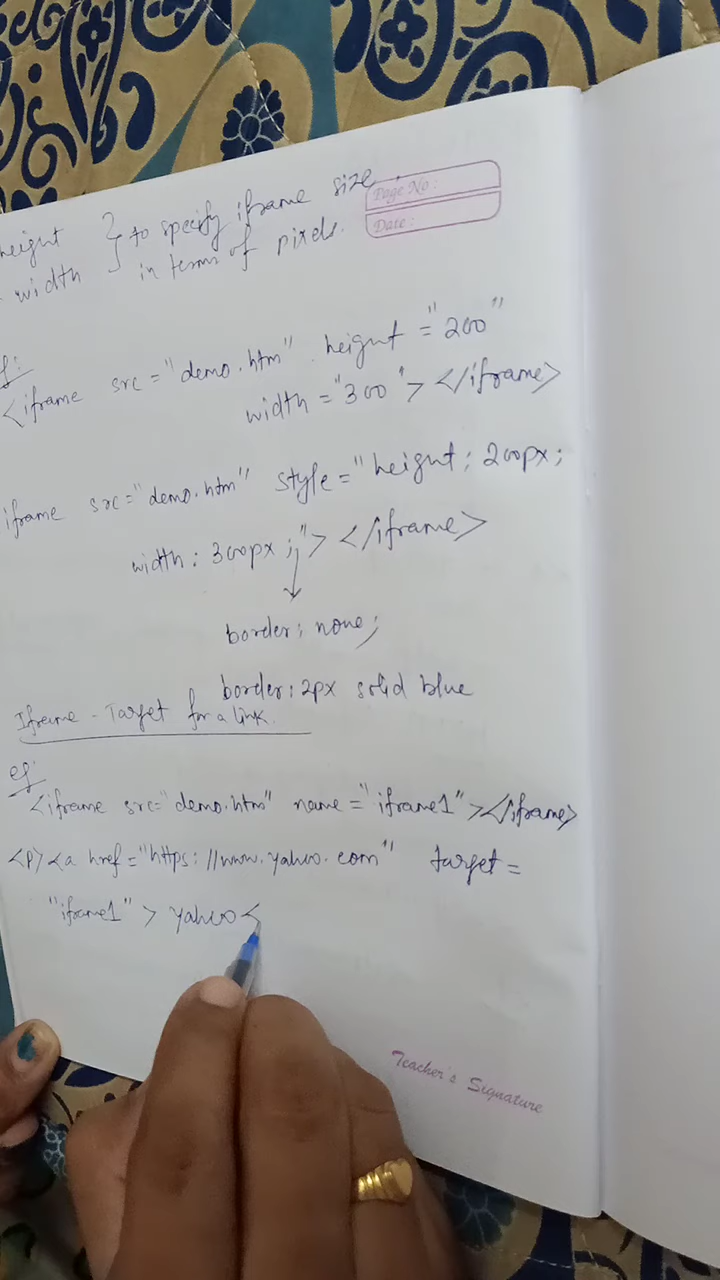 Page No :
Date :
height } to specify iframe size.
width in terms of pixels.
eg:
<iframe src="demo.htm" height="200"
width="300"></iframe>
iframe src="demo.htm" style="height: 200px;
width: 300px;"></iframe>
border: none;
border: 2px solid blue
Iframe - Target for a link.
eg:
<iframe src="demo.htm" name="iframe1"></iframe>
<p><a href="https://www.yahoo.com" target=
"iframe1">yahoo<
Teacher's Signature